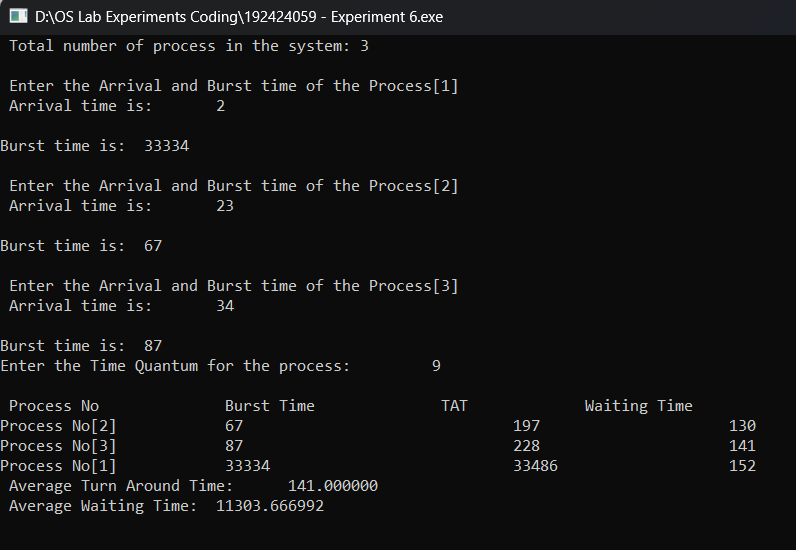 D:\OS Lab Experiments Coding\192424059 - Experiment 6.exe
Total number of process in the system: 3
Enter the Arrival and Burst time of the Process[1]
Arrival time is: 2
Burst time is: 33334
Enter the Arrival and Burst time of the Process[2]
Arrival time is: 23
Burst time is: 67
Enter the Arrival and Burst time of the Process[3]
Arrival time is: 34
Burst time is: 87
Enter the Time Quantum for the process: 9
Process No Burst Time TAT Waiting Time
Process No[2] 67 197 130
Process No[3] 87 228 141
Process No[1] 33334 33486 152
Average Turn Around Time: 141.000000
Average Waiting Time: 11303.666992